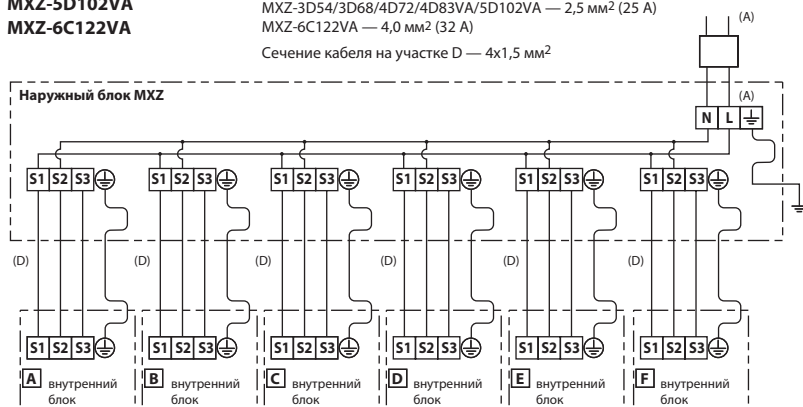 MXZ-5D102VA
MXZ-6C122VA
MXZ-3D54/3D68/4D72/4D83VA/5D102VA — 2,5 мм² (25 А)
MXZ-6C122VA — 4,0 мм² (32 А)
Сечение кабеля на участке D — 4x1,5 мм²
(A)
Наружный блок MXZ
(A)
N L
S1 S2 S3 S1 S2 S3 S1 S2 S3 S1 S2 S3 S1 S2 S3 S1 S2 S3
(D) (D) (D) (D) (D) (D)
S1 S2 S3 S1 S2 S3 S1 S2 S3 S1 S2 S3 S1 S2 S3 S1 S2 S3
A внутренний блок
B внутренний блок
C внутренний блок
D внутренний блок
E внутренний блок
F внутренний блок